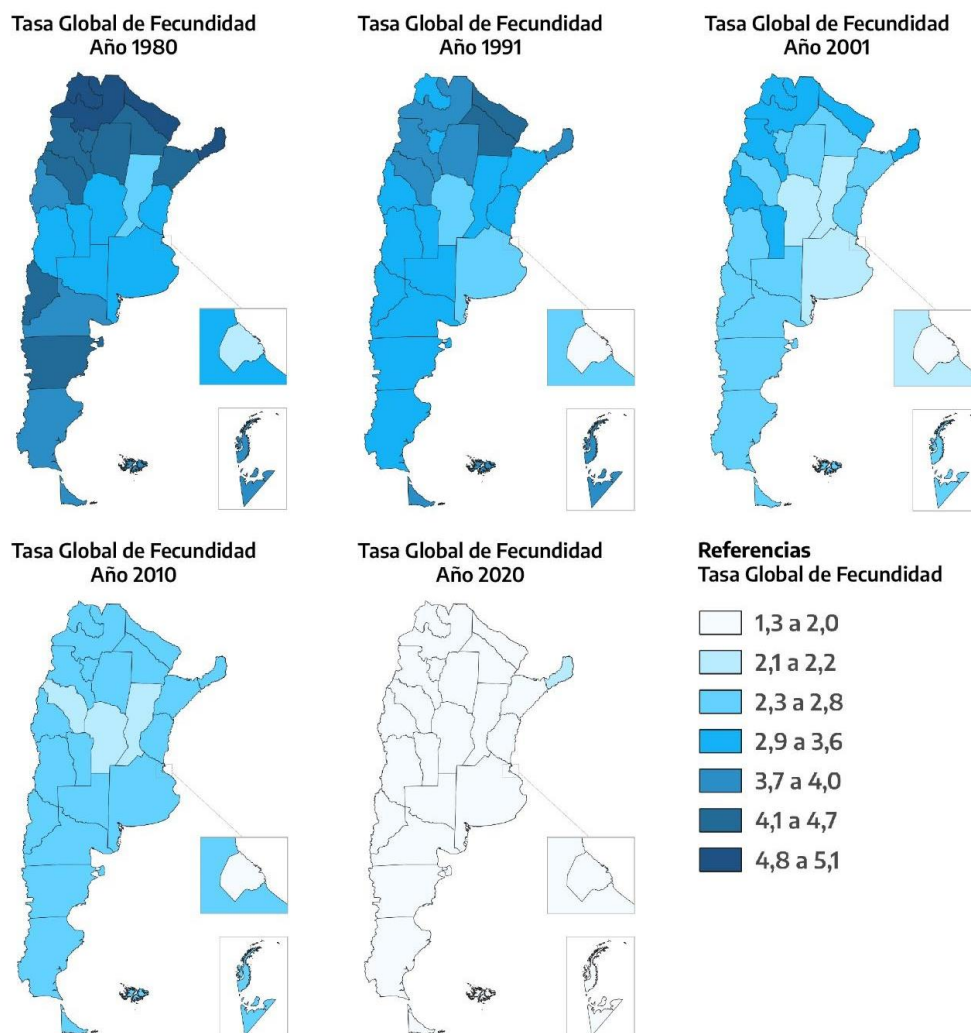 Tasa Global de Fecundidad
Año 1980
Tasa Global de Fecundidad
Año 1991
Tasa Global de Fecundidad
Año 2001
Tasa Global de Fecundidad
Año 2010
Tasa Global de Fecundidad
Año 2020
Referencias
Tasa Global de Fecundidad
1,3 a 2,0
2,1 a 2,2
2,3 a 2,8
2,9 a 3,6
3,7 a 4,0
4,1 a 4,7
4,8 a 5,1